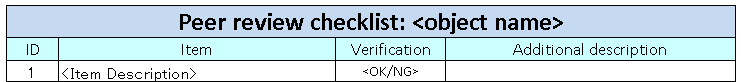 Peer review checklist: <object name>
ID Item Verification Additional description
1 <Item Description> <OK/NG>